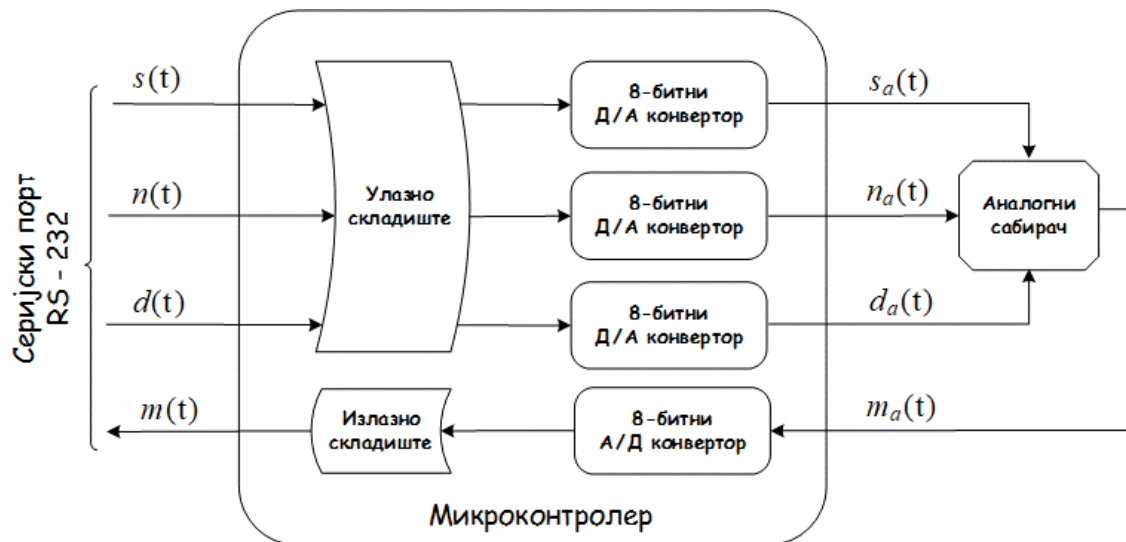 s(t)
n(t)
d(t)
m(t)
Серијски порт
RS - 232
Улазно
складиште
Излазно
складиште
8-битни
Д/А конвертор
8-битни
Д/А конвертор
8-битни
Д/А конвертор
8-битни
А/Д конвертор
Микроконтролер
sₐ(t)
nₐ(t)
dₐ(t)
mₐ(t)
Аналогни
сабирач